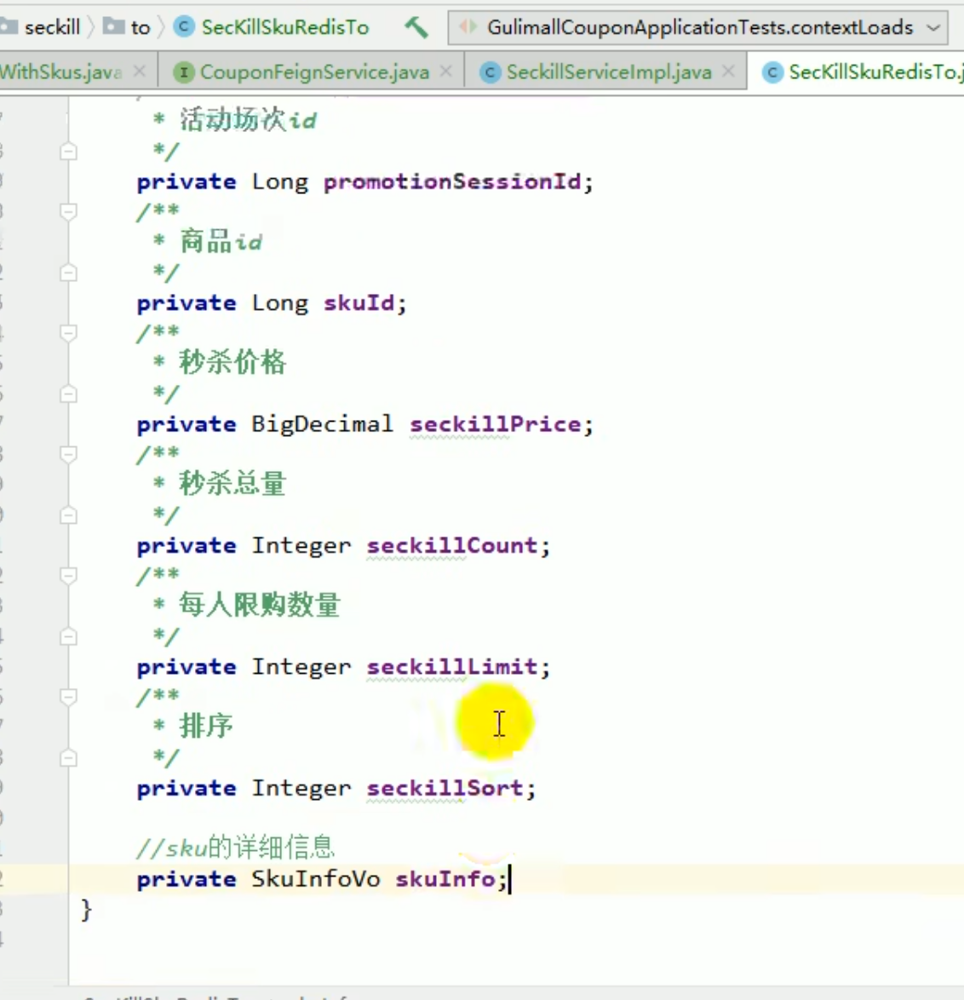 seckill to SecKillSkuRedisTo GulimallCouponApplicationTests.contextLoads
WithSkus.java CouponFeignService.java SeckillServiceImpl.java SecKillSkuRedisTo.j
* 活动场次id
*/
private Long promotionSessionId;
/**
* 商品id
*/
private Long skuId;
/**
* 秒杀价格
*/
private BigDecimal seckillPrice;
/**
* 秒杀总量
*/
private Integer seckillCount;
/**
* 每人限购数量
*/
private Integer seckillLimit;
/**
* 排序
*/
private Integer seckillSort;
//sku的详细信息
private SkuInfoVo skuInfo;
}